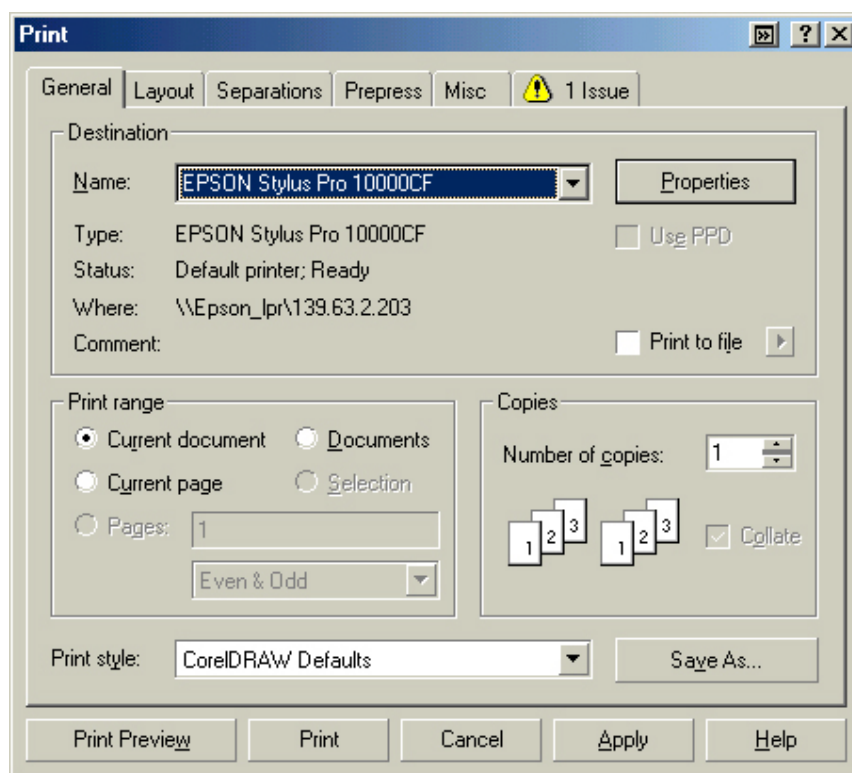 Print
General Layout Separations Prepress Misc 1 Issue
Destination
Name: EPSON Stylus Pro 10000CF Properties
Type: EPSON Stylus Pro 10000CF Use PPD
Status: Default printer; Ready
Where: \\Epson_lpr\139.63.2.203
Comment: Print to file
Print range Copies
Current document Documents
Number of copies: 1
Current page Selection
Pages: 1
1 2 3 1 2 3 Collate
Even & Odd
Print style: CorelDRAW Defaults Save As...
Print Preview Print Cancel Apply Help